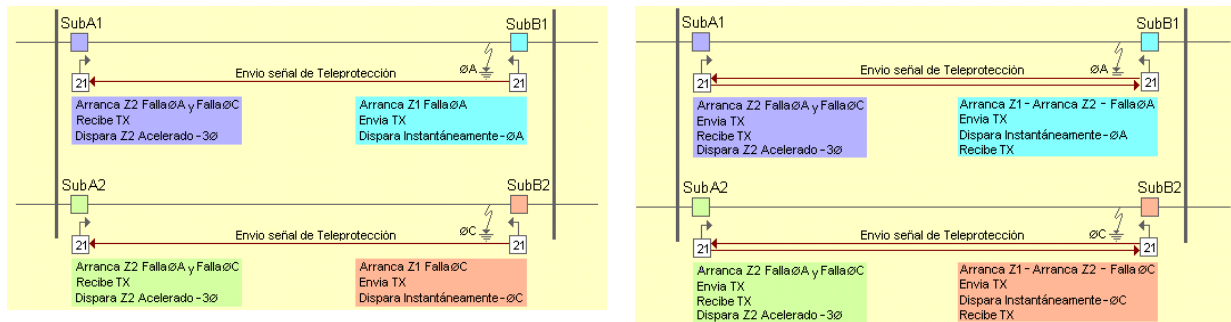 SubA1
SubB1
Envio señal de Teleprotección
ØA
21
21
Arranca Z2 FallaØA y FallaØC
Recibe TX
Dispara Z2 Acelerado -3Ø
Arranca Z1 FallaØA
Envia TX
Dispara Instantáneamente-ØA
SubA2
SubB2
Envio señal de Teleprotección
ØC
21
21
Arranca Z2 FallaØA y FallaØC
Recibe TX
Dispara Z2 Acelerado -3Ø
Arranca Z1 FallaØC
Envia TX
Dispara Instantáneamente-ØC
SubA1
SubB1
Envio señal de Teleprotección
ØA
21
21
Arranca Z2 FallaØA y FallaØC
Envia TX
Recibe TX
Dispara Z2 Acelerado -3Ø
Arranca Z1 - Arranca Z2 - FallaØA
Envia TX
Dispara Instantáneamente-ØA
Recibe TX
SubA2
SubB2
Envio señal de Teleprotección
ØC
21
21
Arranca Z2 FallaØA y FallaØC
Envia TX
Recibe TX
Dispara Z2 Acelerado -3Ø
Arranca Z1 - Arranca Z2 - FallaØC
Envia TX
Dispara Instantáneamente-ØC
Recibe TX